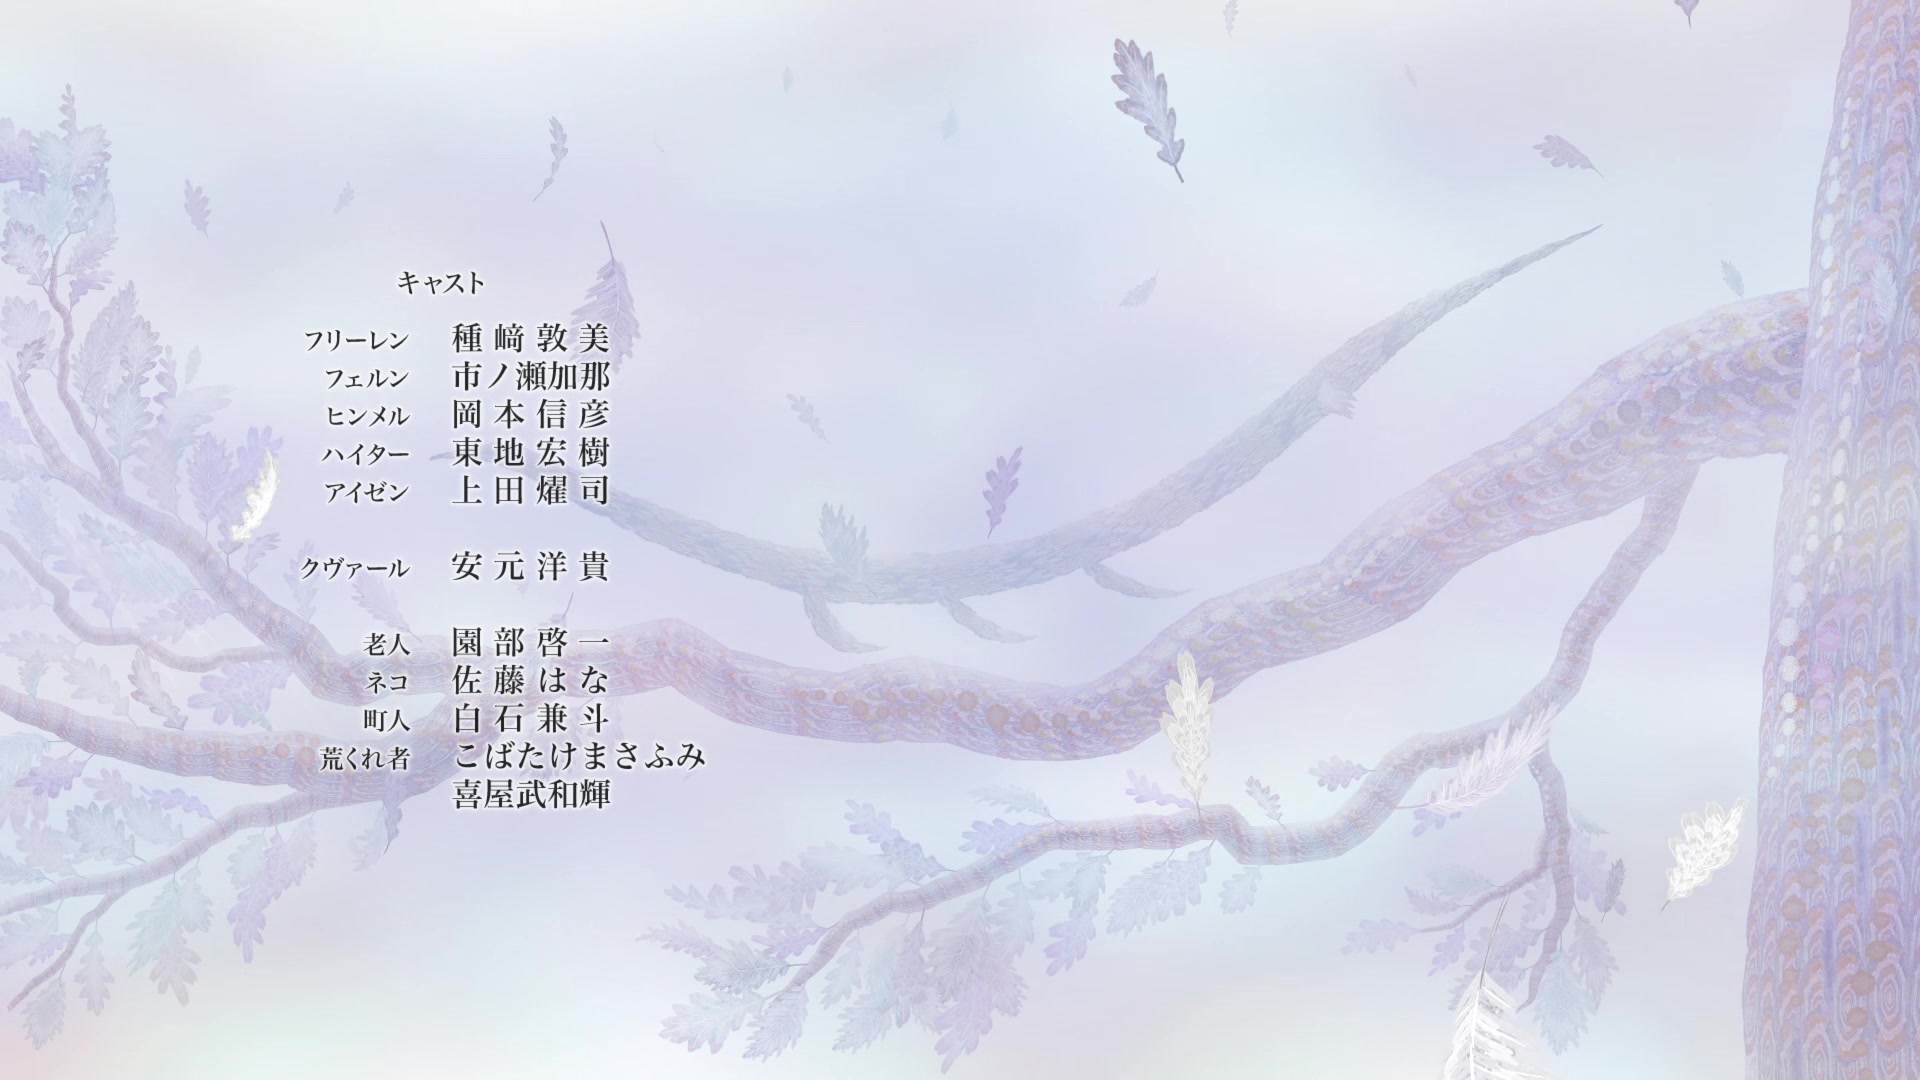 キャスト
フリーレン 種﨑敦美
フェルン 市ノ瀬加那
ヒンメル 岡本信彦
ハイター 東地宏樹
アイゼン 上田燿司
クヴァール 安元洋貴
老人 園部啓一
ネコ 佐藤はな
町人 白石兼斗
荒くれ者 こばたけまさふみ
喜屋武和輝